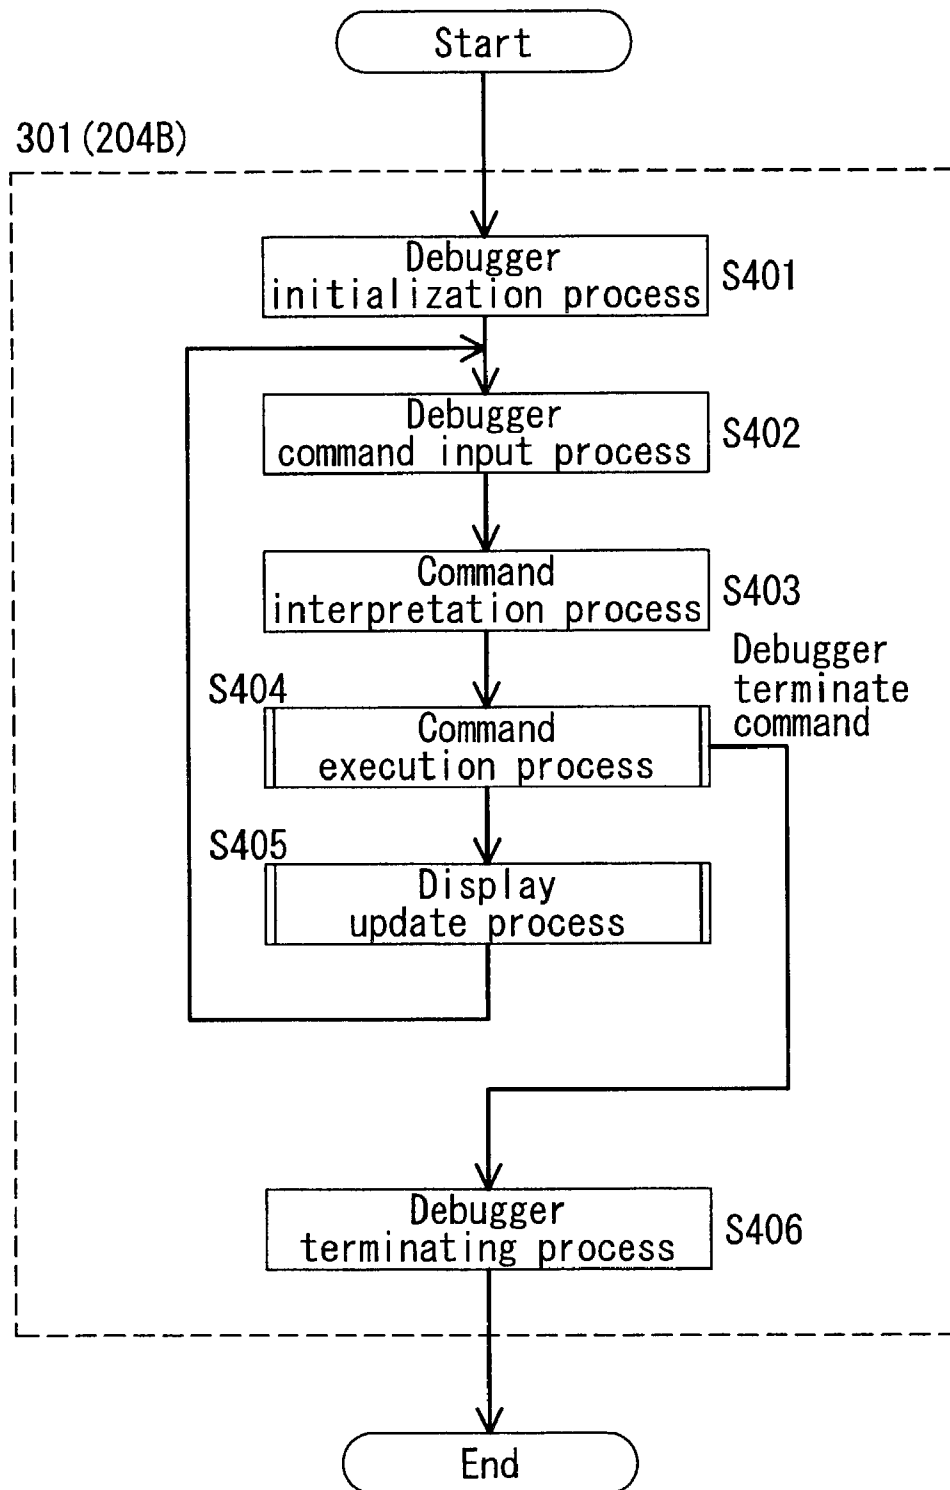 Start
301(204B)
Debugger
initialization process
S401
Debugger
command input process
S402
Command
interpretation process
S403
Debugger
terminate
command
S404
Command
execution process
S405
Display
update process
Debugger
terminating process
S406
End